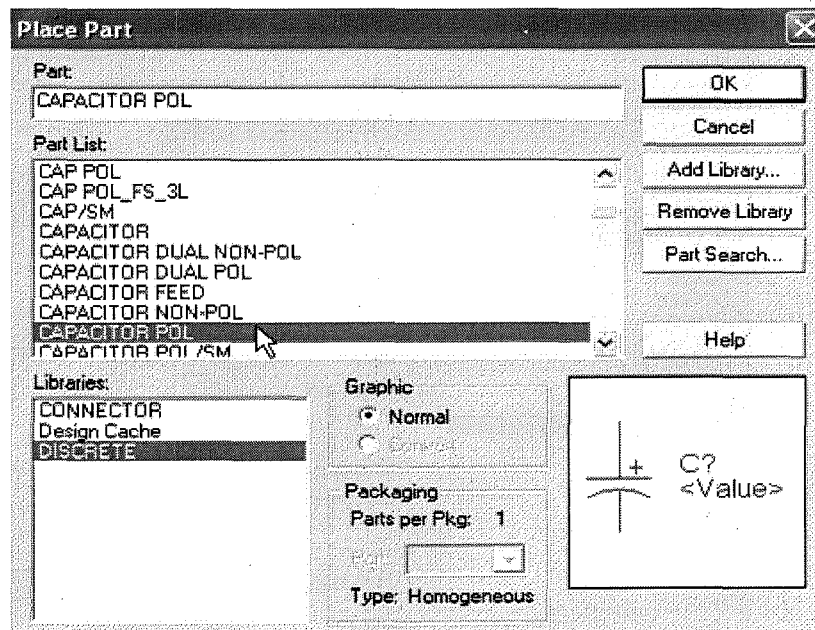 Place Part
Part:
CAPACITOR POL
Part List:
CAP POL
CAP POL_FS_3L
CAP/SM
CAPACITOR
CAPACITOR DUAL NON-POL
CAPACITOR DUAL POL
CAPACITOR FEED
CAPACITOR NON-POL
CAPACITOR POL
CAPACITOR POL/SM
OK
Cancel
Add Library...
Remove Library
Part Search...
Help
Libraries:
CONNECTOR
Design Cache
DISCRETE
Graphic
Normal
Packaging
Parts per Pkg: 1
Type: Homogeneous
+
C?
<Value>